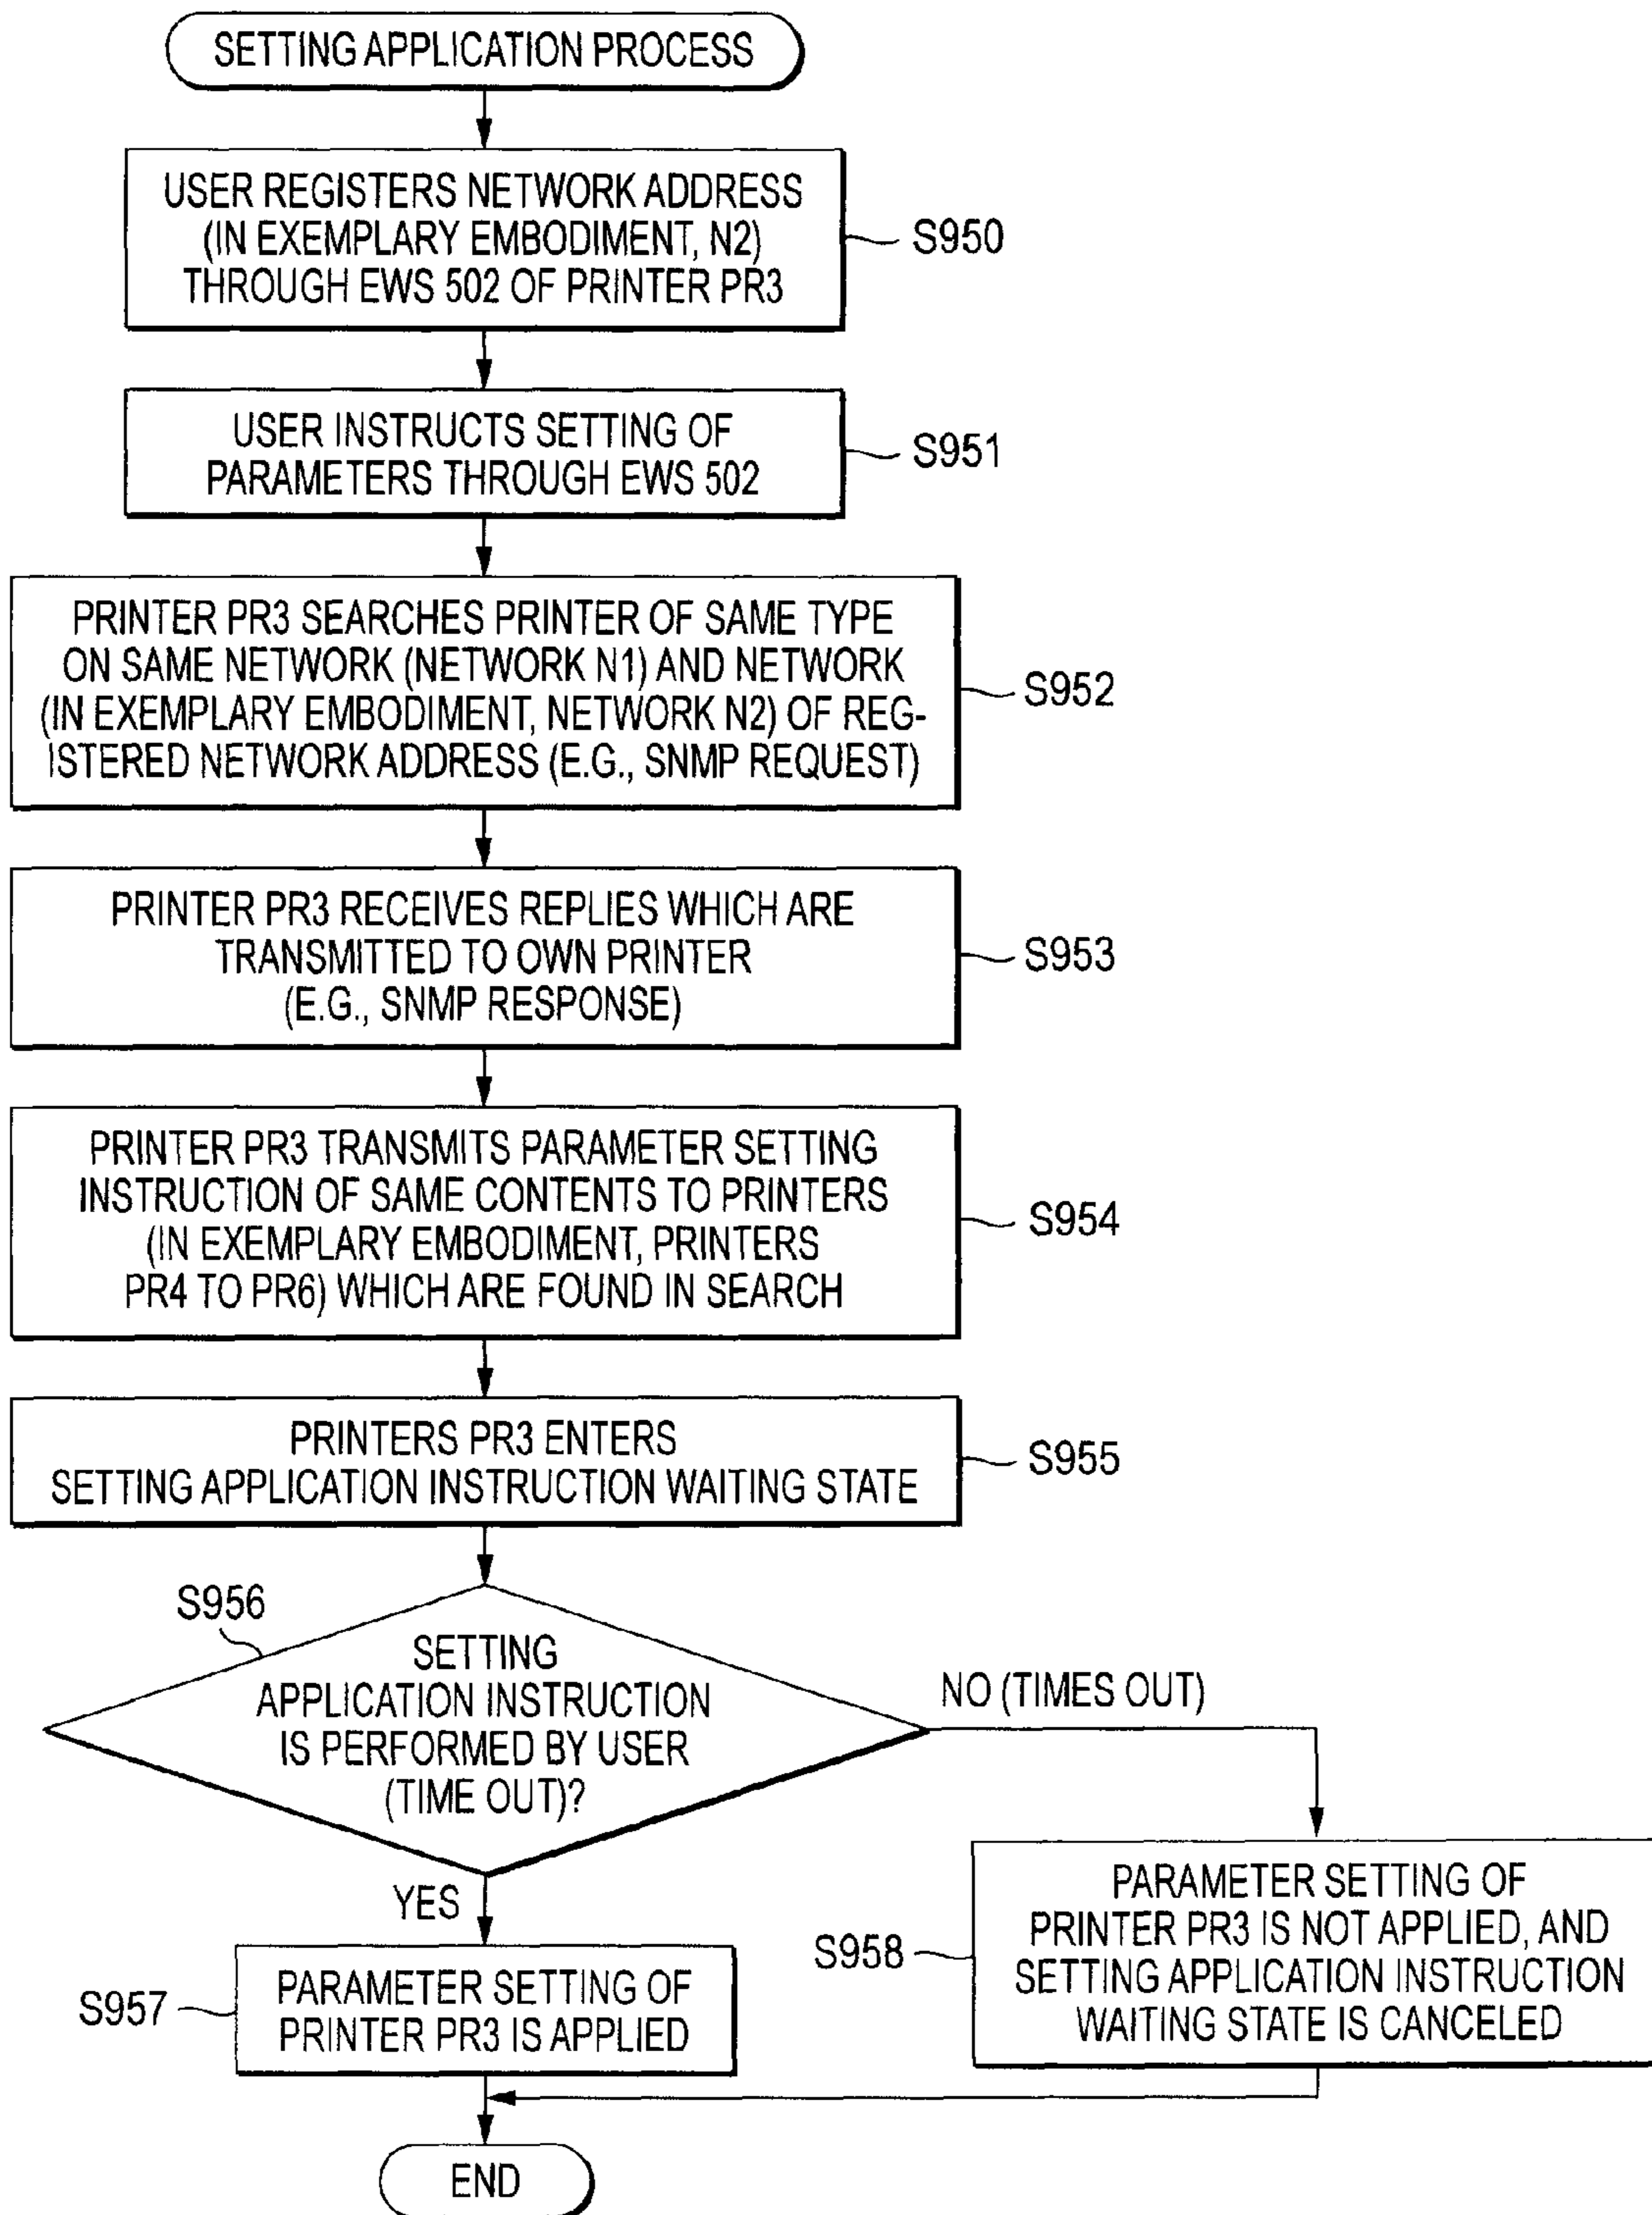 SETTING APPLICATION PROCESS
USER REGISTERS NETWORK ADDRESS
(IN EXEMPLARY EMBODIMENT, N2)
THROUGH EWS 502 OF PRINTER PR3
S950
USER INSTRUCTS SETTING OF
PARAMETERS THROUGH EWS 502
S951
PRINTER PR3 SEARCHES PRINTER OF SAME TYPE
ON SAME NETWORK (NETWORK N1) AND NETWORK
(IN EXEMPLARY EMBODIMENT, NETWORK N2) OF REG-
ISTERED NETWORK ADDRESS (E.G., SNMP REQUEST)
S952
PRINTER PR3 RECEIVES REPLIES WHICH ARE
TRANSMITTED TO OWN PRINTER
(E.G., SNMP RESPONSE)
S953
PRINTER PR3 TRANSMITS PARAMETER SETTING
INSTRUCTION OF SAME CONTENTS TO PRINTERS
(IN EXEMPLARY EMBODIMENT, PRINTERS
PR4 TO PR6) WHICH ARE FOUND IN SEARCH
S954
PRINTERS PR3 ENTERS
SETTING APPLICATION INSTRUCTION WAITING STATE
S955
S956
SETTING
APPLICATION INSTRUCTION
IS PERFORMED BY USER
(TIME OUT)?
NO (TIMES OUT)
YES
PARAMETER SETTING OF
PRINTER PR3 IS NOT APPLIED, AND
SETTING APPLICATION INSTRUCTION
WAITING STATE IS CANCELED
S958
S957
PARAMETER SETTING OF
PRINTER PR3 IS APPLIED
END